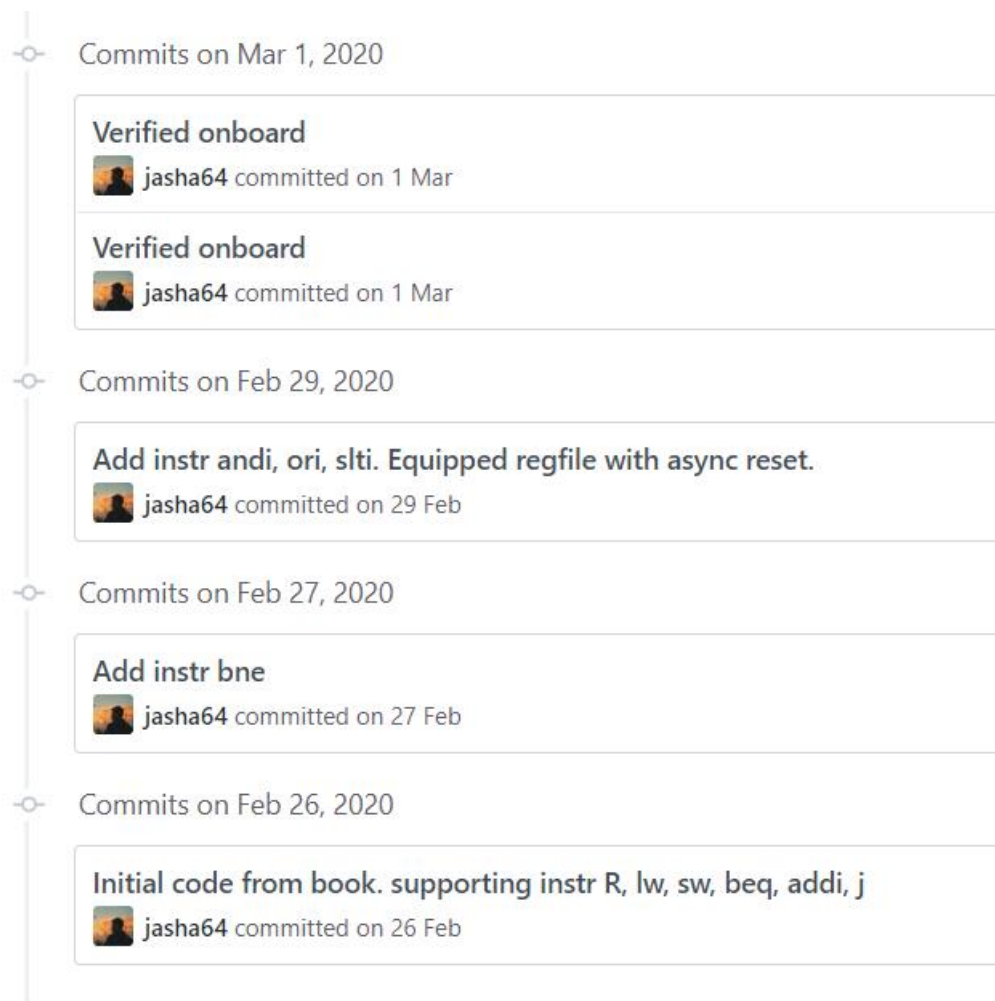 Commits on Mar 1, 2020
Verified onboard
jasha64 committed on 1 Mar
Verified onboard
jasha64 committed on 1 Mar
Commits on Feb 29, 2020
Add instr andi, ori, slti. Equipped regfile with async reset.
jasha64 committed on 29 Feb
Commits on Feb 27, 2020
Add instr bne
jasha64 committed on 27 Feb
Commits on Feb 26, 2020
Initial code from book. supporting instr R, lw, sw, beq, addi, j
jasha64 committed on 26 Feb